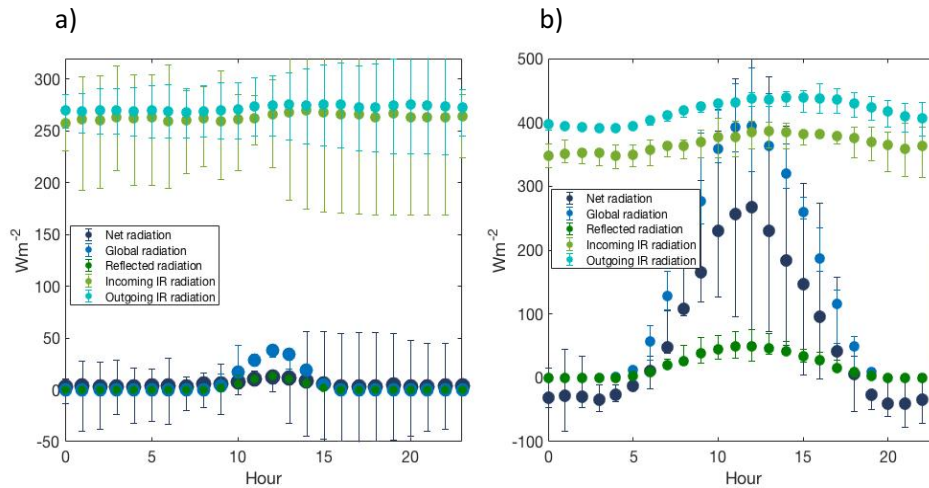 a)
300
250
200
150
100
50
0
-50
Wm-2
Net radiation
Global radiation
Reflected radiation
Incoming IR radiation
Outgoing IR radiation
0 5 10 15 20
Hour
b)
500
400
300
200
100
0
-100
Wm-2
Net radiation
Global radiation
Reflected radiation
Incoming IR radiation
Outgoing IR radiation
0 5 10 15 20
Hour